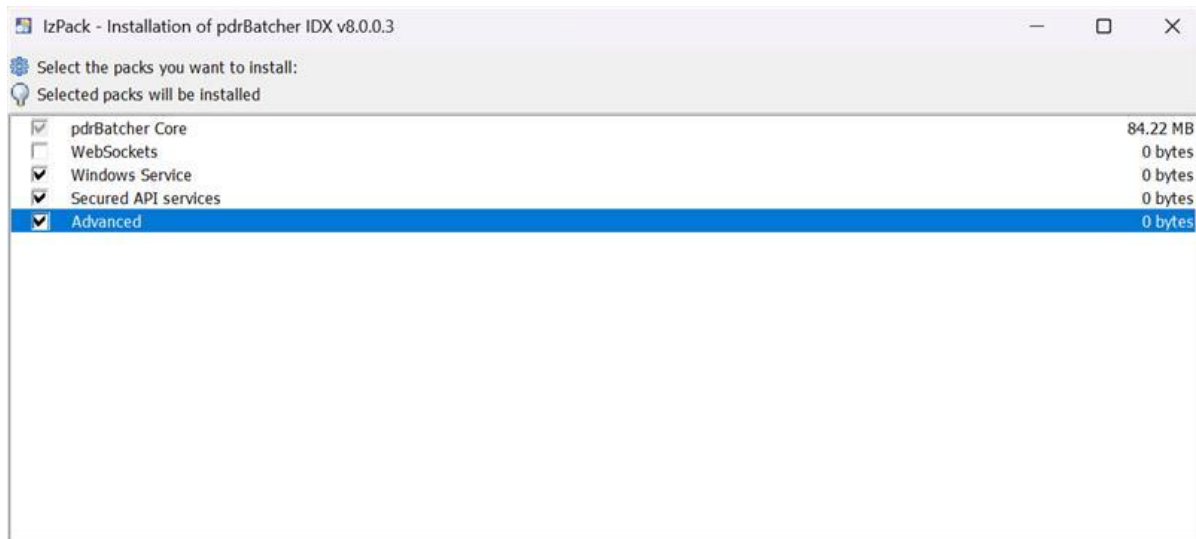 IzPack - Installation of pdrBatcher IDX v8.0.0.3
Select the packs you want to install:
Selected packs will be installed
pdrBatcher Core 84.22 MB
WebSockets 0 bytes
Windows Service 0 bytes
Secured API services 0 bytes
Advanced 0 bytes